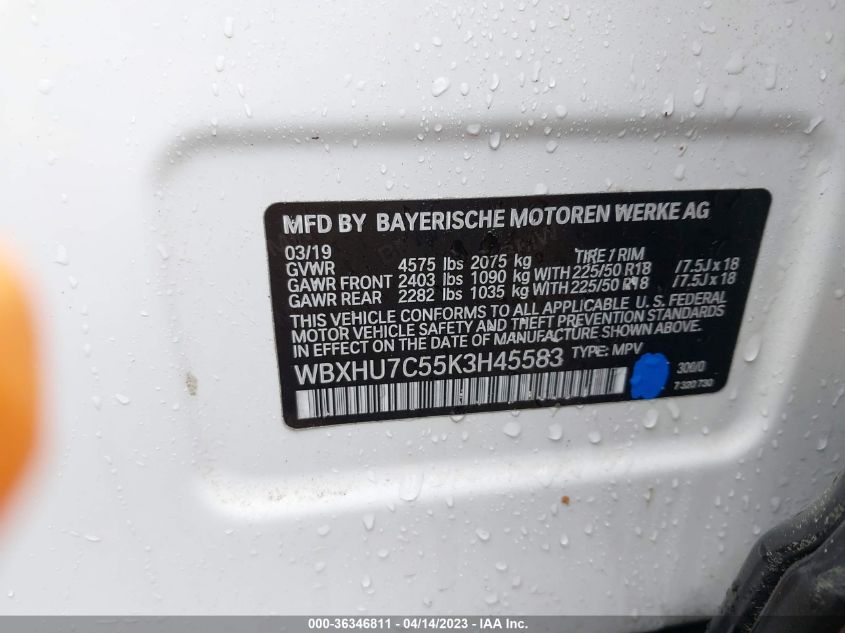 MFD BY BAYERISCHE MOTOREN WERKE AG
03/19 TIRE / RIM
GVWR 4575 lbs 2075 kg
GAWR FRONT 2403 lbs 1090 kg WITH 225/50 R18 /7.5J x 18
GAWR REAR 2282 lbs 1035 kg WITH 225/50 R18 /7.5J x 18
THIS VEHICLE CONFORMS TO ALL APPLICABLE U.S. FEDERAL
MOTOR VEHICLE SAFETY AND THEFT PREVENTION STANDARDS
IN EFFECT ON THE DATE OF MANUFACTURE SHOWN ABOVE.
WBXHU7C55K3H45583 TYPE: MPV
300/0
7 320 730
000-36346811 / 04/14/2023 - IAA Inc.